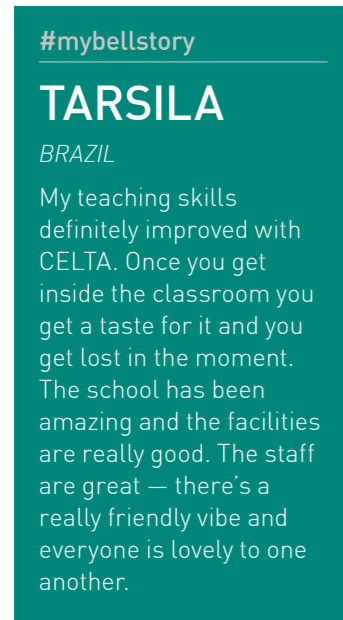 #mybellstory
TARSILA
BRAZIL
My teaching skills
definitely improved with
CELTA. Once you get
inside the classroom you
get a taste for it and you
get lost in the moment.
The school has been
amazing and the facilities
are really good. The staff
are great — there’s a
really friendly vibe and
everyone is lovely to one
another.